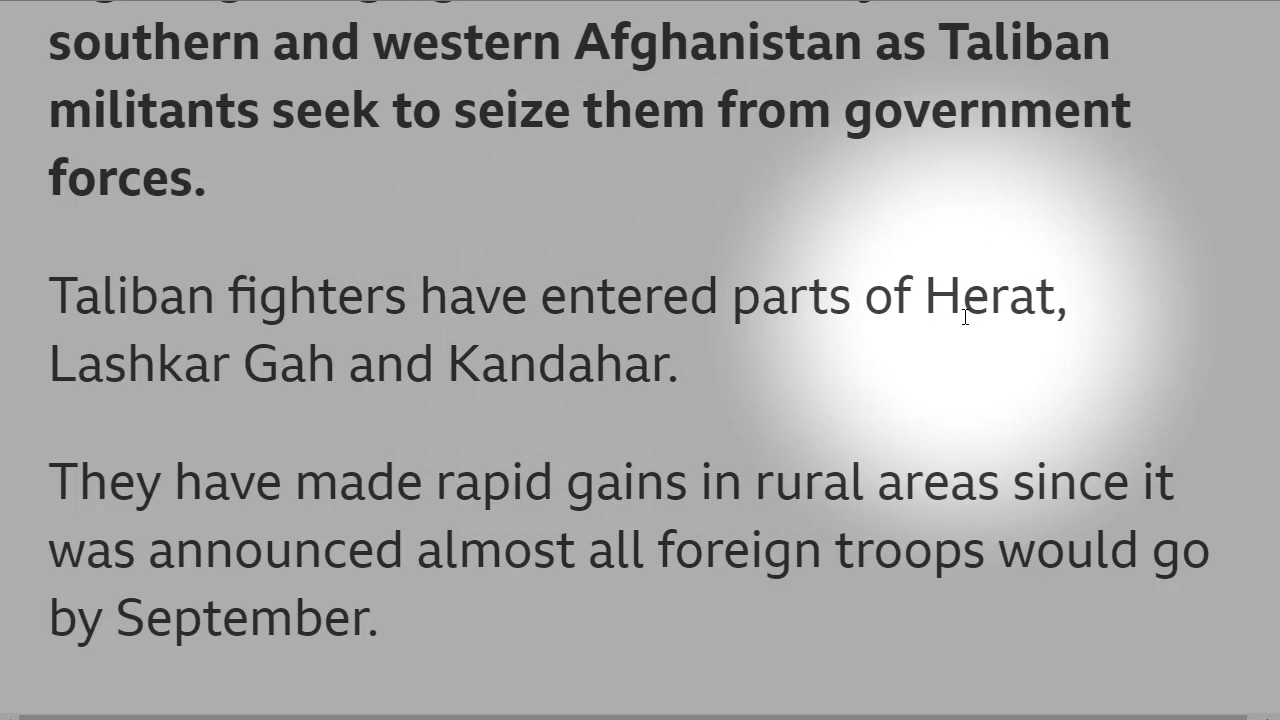 southern and western Afghanistan as Taliban
militants seek to seize them from government
forces.
Taliban fighters have entered parts of Herat,
Lashkar Gah and Kandahar.
They have made rapid gains in rural areas since it
was announced almost all foreign troops would go
by September.